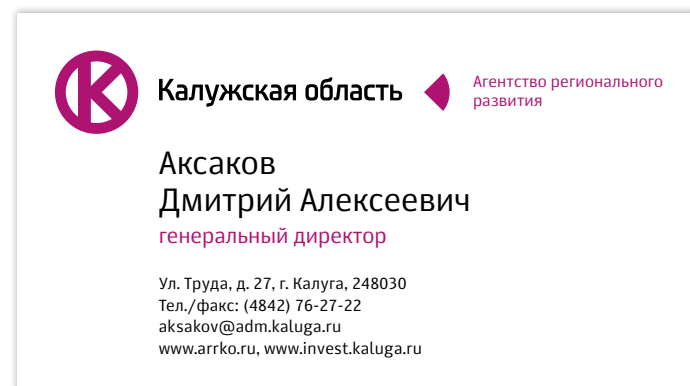 Калужская область
Агентство регионального
развития
Аксаков
Дмитрий Алексеевич
генеральный директор
Ул. Труда, д. 27, г. Калуга, 248030
Тел./факс: (4842) 76-27-22
aksakov@adm.kaluga.ru
www.arrko.ru, www.invest.kaluga.ru